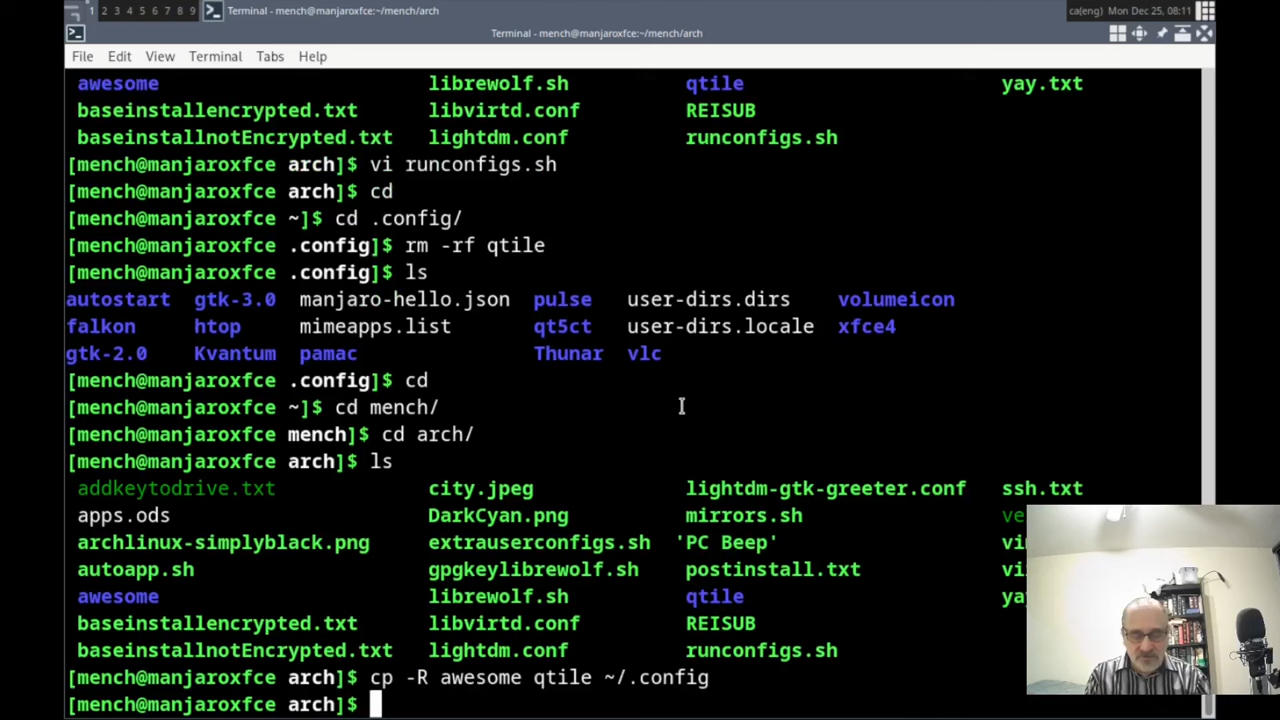 1 2 3 4 5 6 7 8 9 Terminal - mench@manjaroxfce:~/mench/arch ca(eng) Mon Dec 25, 08:11
Terminal - mench@manjaroxfce:~/mench/arch
File Edit View Terminal Tabs Help
awesome librewolf.sh qtile yay.txt
baseinstallencrypted.txt libvirtd.conf REISUB
baseinstallnotEncrypted.txt lightdm.conf runconfigs.sh
[mench@manjaroxfce arch]$ vi runconfigs.sh
[mench@manjaroxfce arch]$ cd
[mench@manjaroxfce ~]$ cd .config/
[mench@manjaroxfce .config]$ rm -rf qtile
[mench@manjaroxfce .config]$ ls
autostart gtk-3.0 manjaro-hello.json pulse user-dirs.dirs volumeicon
falkon htop mimeapps.list qt5ct user-dirs.locale xfce4
gtk-2.0 Kvantum pamac Thunar vlc
[mench@manjaroxfce .config]$ cd
[mench@manjaroxfce ~]$ cd mench/
[mench@manjaroxfce mench]$ cd arch/
[mench@manjaroxfce arch]$ ls
addkeytodrive.txt city.jpeg lightdm-gtk-greeter.conf ssh.txt
apps.ods DarkCyan.png mirrors.sh
archlinux-simplyblack.png extrauserconfigs.sh 'PC Beep'
autoapp.sh gpgkeylibrewolf.sh postinstall.txt
awesome librewolf.sh qtile
baseinstallencrypted.txt libvirtd.conf REISUB
baseinstallnotEncrypted.txt lightdm.conf runconfigs.sh
[mench@manjaroxfce arch]$ cp -R awesome qtile ~/.config
[mench@manjaroxfce arch]$